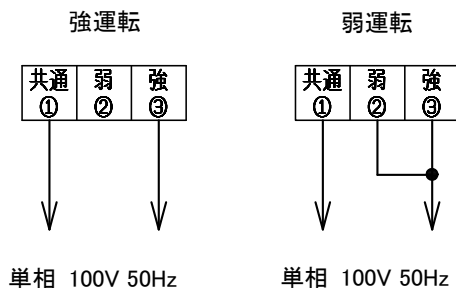 強運転
共通 弱 強
① ② ③
単相 100V 50Hz
弱運転
共通 弱 強
① ② ③
単相 100V 50Hz